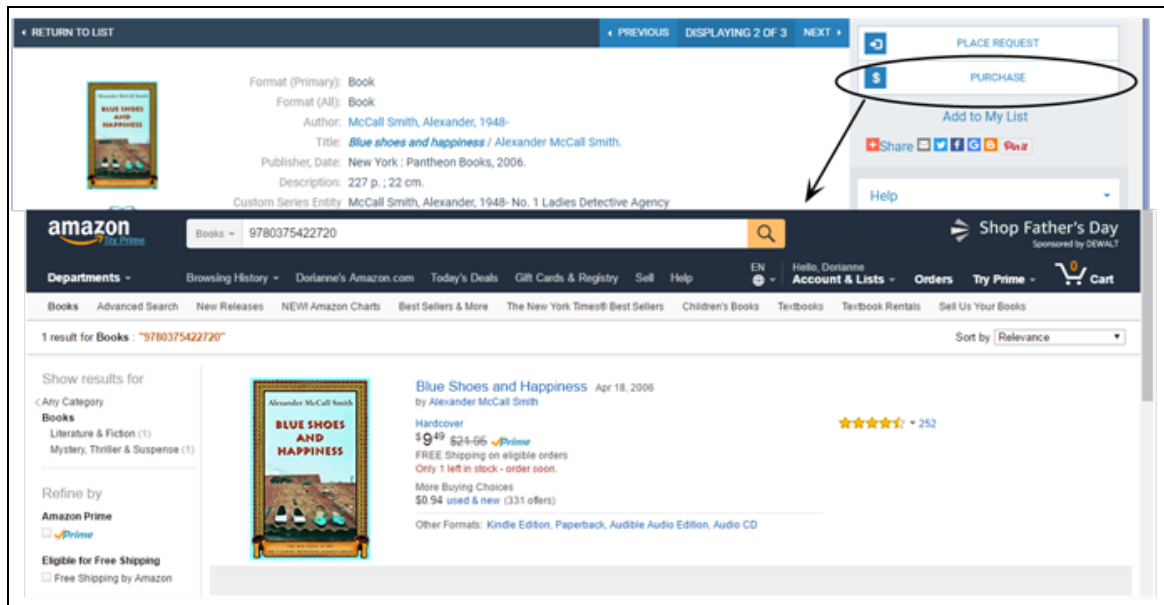 RETURN TO LIST
PREVIOUS DISPLAYING 2 OF 3 NEXT
PLACE REQUEST
$ PURCHASE
Add to My List
Share Pin it
Help
Alexander McCall Smith
BLUE SHOES
AND
HAPPINESS
Format (Primary): Book
Format (All): Book
Author: McCall Smith, Alexander, 1948-
Title: Blue shoes and happiness / Alexander McCall Smith.
Publisher, Date: New York : Pantheon Books, 2006.
Description: 227 p. ; 22 cm.
Custom Series Entity McCall Smith, Alexander, 1948- No. 1 Ladies Detective Agency
amazon
Try Prime
Books 9780375422720
Shop Father's Day
Sponsored by DEWALT
Departments Browsing History Dorianne's Amazon.com Today's Deals Gift Cards & Registry Sell Help
EN
Hello, Dorianne
Account & Lists Orders Try Prime 0 Cart
Books Advanced Search New Releases NEW! Amazon Charts Best Sellers & More The New York Times® Best Sellers Children's Books Textbooks Textbook Rentals Sell Us Your Books
1 result for Books : "9780375422720"
Sort by Relevance
Show results for
Any Category
Books
Literature & Fiction (1)
Mystery, Thriller & Suspense (1)
Refine by
Amazon Prime
Prime
Eligible for Free Shipping
Free Shipping by Amazon
Alexander McCall Smith
BLUE SHOES
AND
HAPPINESS
Blue Shoes and Happiness Apr 18, 2006
by Alexander McCall Smith
Hardcover
$9.49 $21.95 Prime
FREE Shipping on eligible orders
Only 1 left in stock - order soon.
More Buying Choices
$0.94 used & new (331 offers)
Other Formats: Kindle Edition, Paperback, Audible Audio Edition, Audio CD
252